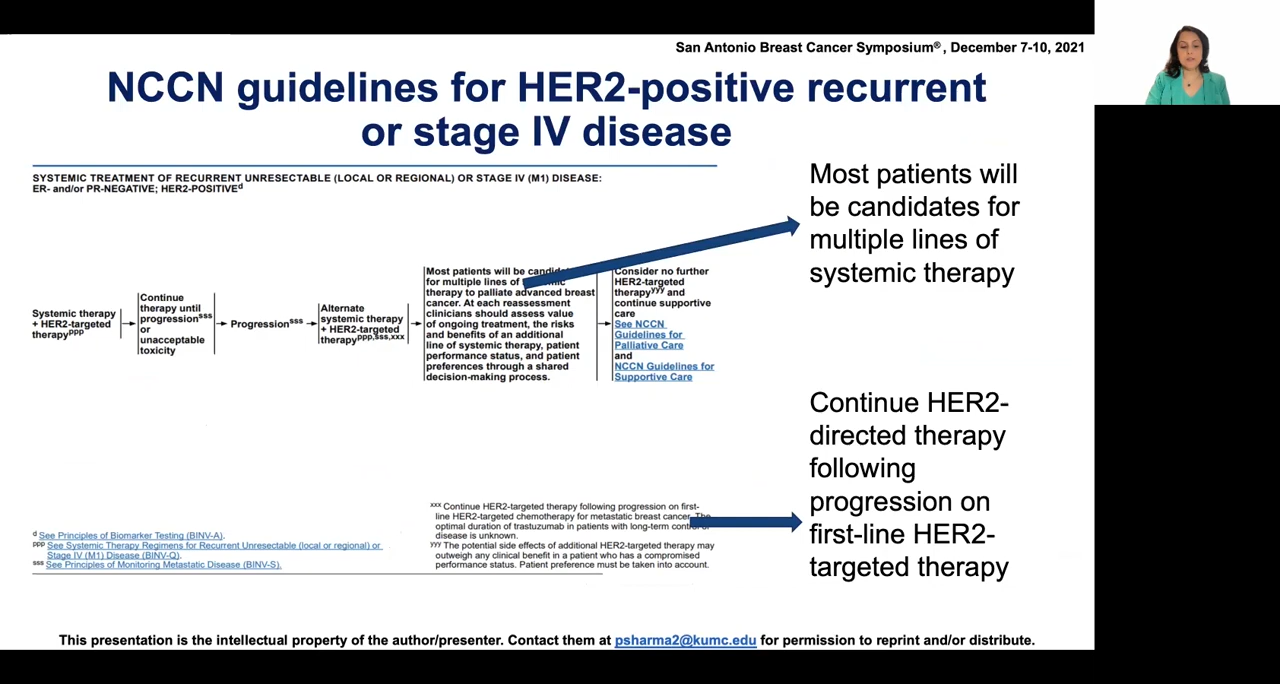 San Antonio Breast Cancer Symposium®, December 7-10, 2021
NCCN guidelines for HER2-positive recurrent
or stage IV disease
SYSTEMIC TREATMENT OF RECURRENT UNRESECTABLE (LOCAL OR REGIONAL) OR STAGE IV (M1) DISEASE:
ER- and/or PR-NEGATIVE; HER2-POSITIVEᵈ
Systemic therapy
+ HER2-targeted
therapyᵖᵖᵖ
Continue
therapy until
progressionˢˢˢ
or
unacceptable
toxicity
Progressionˢˢˢ
Alternate
systemic therapy
+ HER2-targeted
therapyᵖᵖᵖ,ˢˢˢ,ˣˣˣ
Most patients will be
for multiple lines of
therapy to palliate advanced breast
cancer. At each reassessment
clinicians should assess value
of ongoing treatment, the risks
and benefits of an additional
line of systemic therapy, patient
performance status, and patient
preferences through a shared
decision-making process.
Consider no further
HER2-targeted
therapyʸʸʸ and
continue supportive
care
See NCCN
Guidelines for
Palliative Care
and
NCCN Guidelines for
Supportive Care
Most patients will
be candidates for
multiple lines of
systemic therapy
Continue HER2-
directed therapy
following
progression on
first-line HER2-
targeted therapy
ᵈ See Principles of Biomarker Testing (BINV-A).
ᵖᵖᵖ See Systemic Therapy Regimens for Recurrent Unresectable (local or regional) or
Stage IV (M1) Disease (BINV-Q).
ˢˢˢ See Principles of Monitoring Metastatic Disease (BINV-S).
ˣˣˣ Continue HER2-targeted therapy following progression on first-
line HER2-targeted chemotherapy for metastatic breast cancer. The
optimal duration of trastuzumab in patients with long-term control of
disease is unknown.
ʸʸʸ The potential side effects of additional HER2-targeted therapy may
outweigh any clinical benefit in a patient who has a compromised
performance status. Patient preference must be taken into account.
This presentation is the intellectual property of the author/presenter. Contact them at psharma2@kumc.edu for permission to reprint and/or distribute.